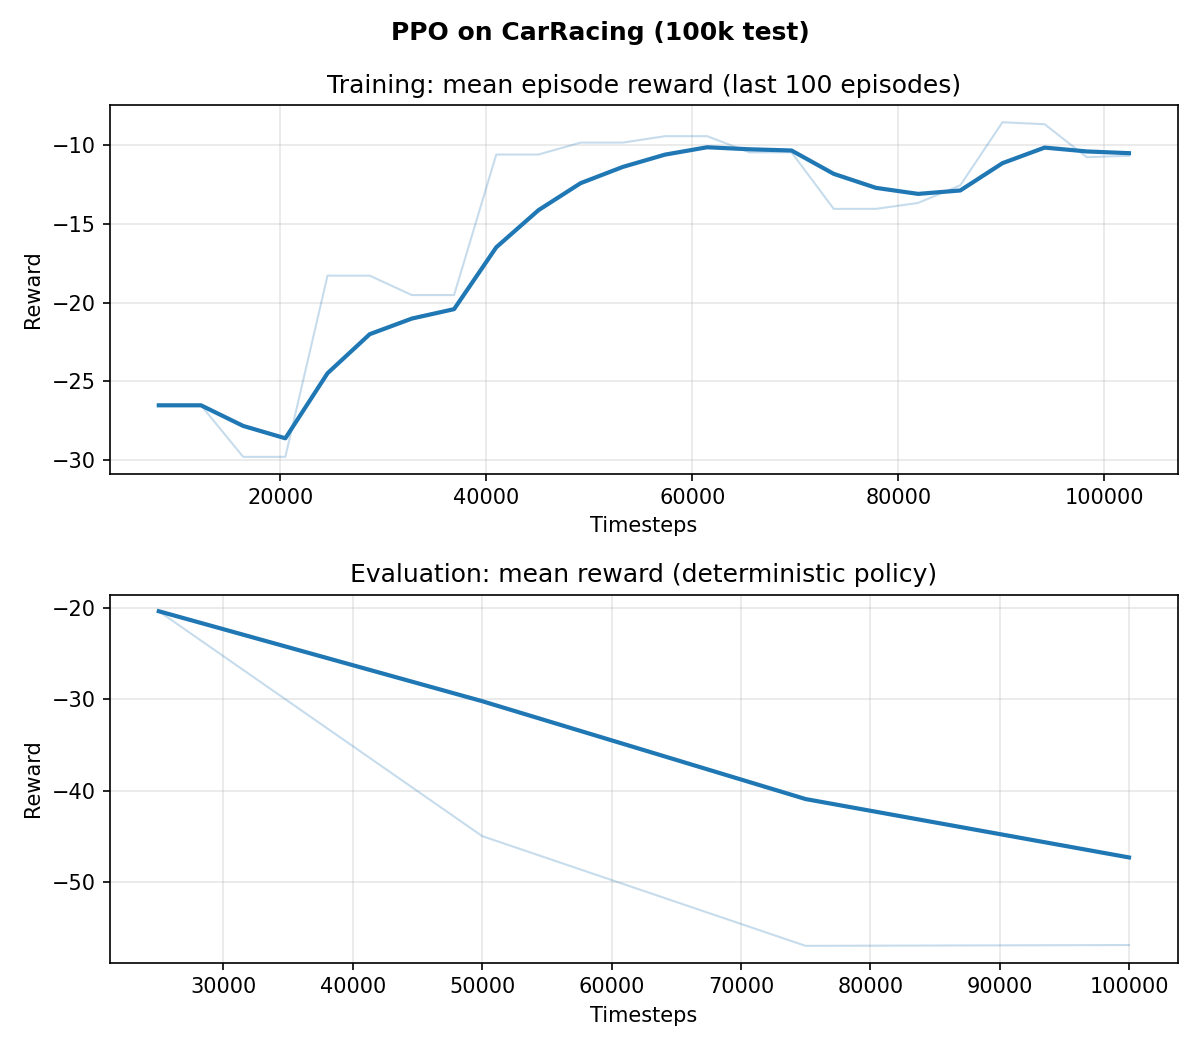 PPO on CarRacing (100k test)
Training: mean episode reward (last 100 episodes)
−10
−15
−20
−25
−30
Reward
20000 40000 60000 80000 100000
Timesteps
Evaluation: mean reward (deterministic policy)
−20
−30
−40
−50
Reward
30000 40000 50000 60000 70000 80000 90000 100000
Timesteps